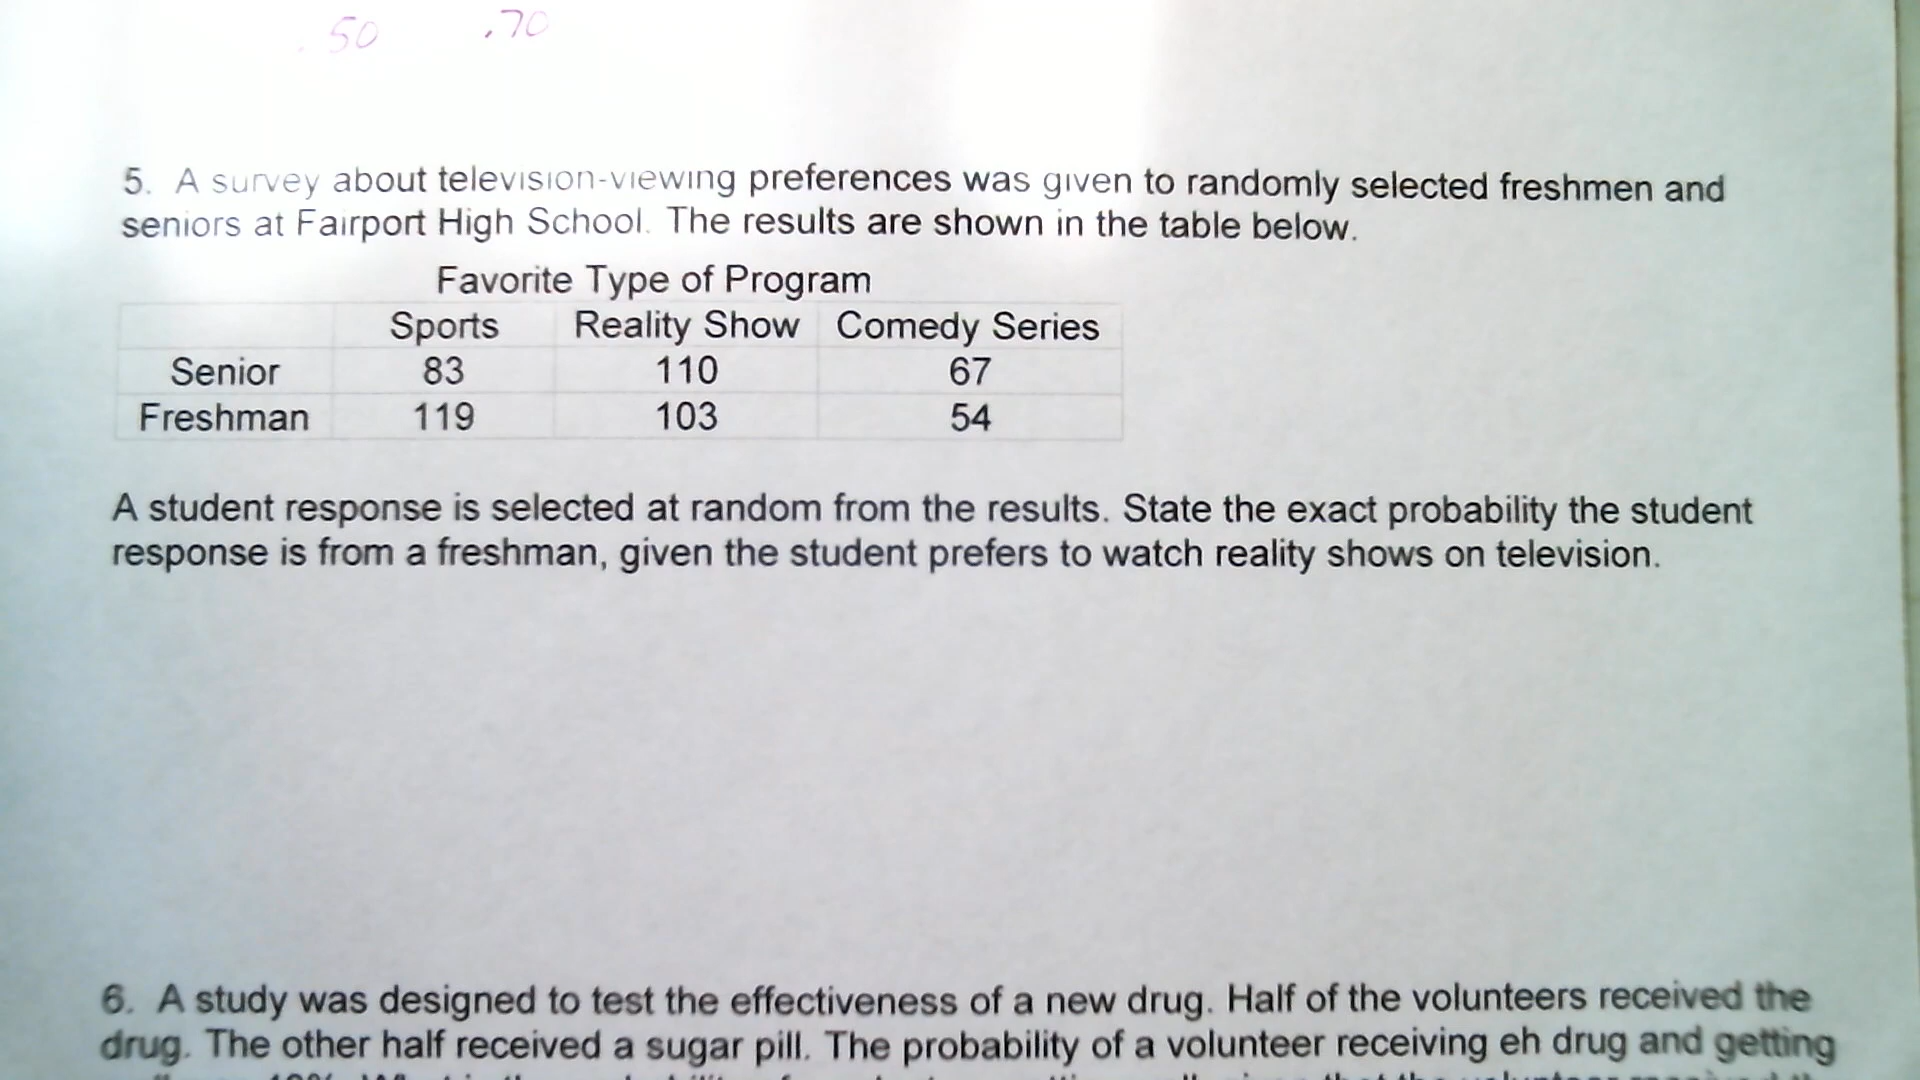 .50 .70
5. A survey about television-viewing preferences was given to randomly selected freshmen and
seniors at Fairport High School. The results are shown in the table below.
Favorite Type of Program
Sports Reality Show Comedy Series
Senior 83 110 67
Freshman 119 103 54
A student response is selected at random from the results. State the exact probability the student
response is from a freshman, given the student prefers to watch reality shows on television.
6. A study was designed to test the effectiveness of a new drug. Half of the volunteers received the
drug. The other half received a sugar pill. The probability of a volunteer receiving eh drug and getting